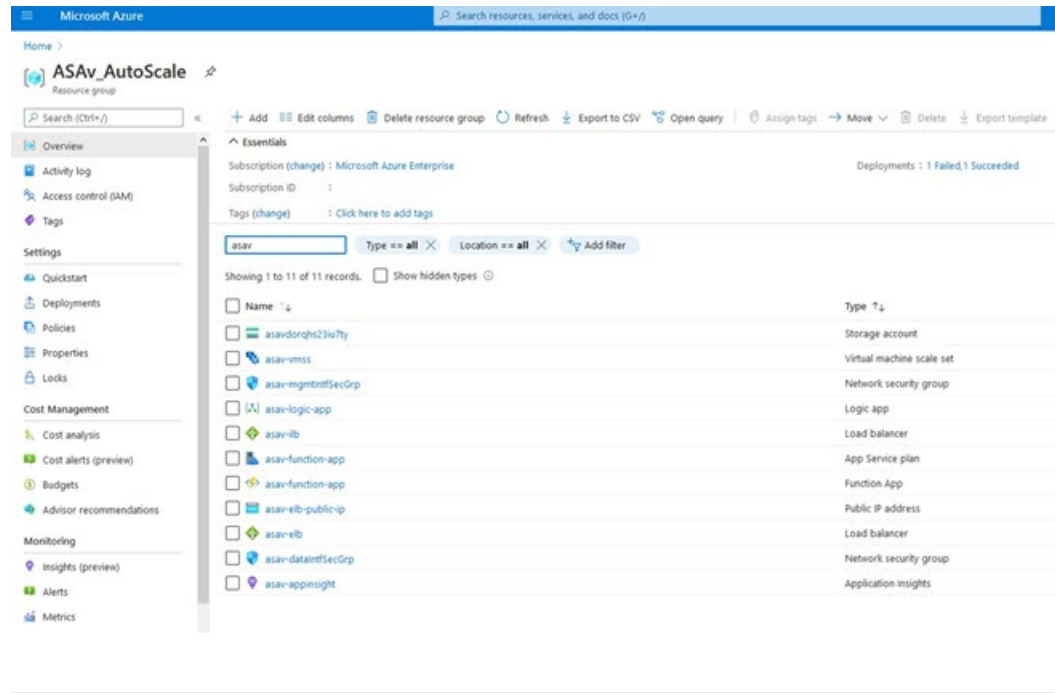 Microsoft Azure
Search resources, services, and docs (G+/)
Home >
ASAv_AutoScale
Resource group
Search (Ctrl+/)
«
Add Edit columns Delete resource group Refresh Export to CSV Open query Assign tags Move Delete Export template
Overview
Activity log
Access control (IAM)
Tags
Settings
Quickstart
Deployments
Policies
Properties
Locks
Cost Management
Cost analysis
Cost alerts (preview)
Budgets
Advisor recommendations
Monitoring
Insights (preview)
Alerts
Metrics
Essentials
Subscription (change) : Microsoft Azure Enterprise
Deployments : 1 Failed,1 Succeeded
Subscription ID :
Tags (change) : Click here to add tags
asav Type == all Location == all Add filter
Showing 1 to 11 of 11 records. Show hidden types
Name Type
asavdorqhs23iu7ty Storage account
asav-vmss Virtual machine scale set
asav-mgmtintfSecGrp Network security group
asav-logic-app Logic app
asav-ilb Load balancer
asav-function-app App Service plan
asav-function-app Function App
asav-elb-public-ip Public IP address
asav-elb Load balancer
asav-dataintfSecGrp Network security group
asav-appinsight Application Insights